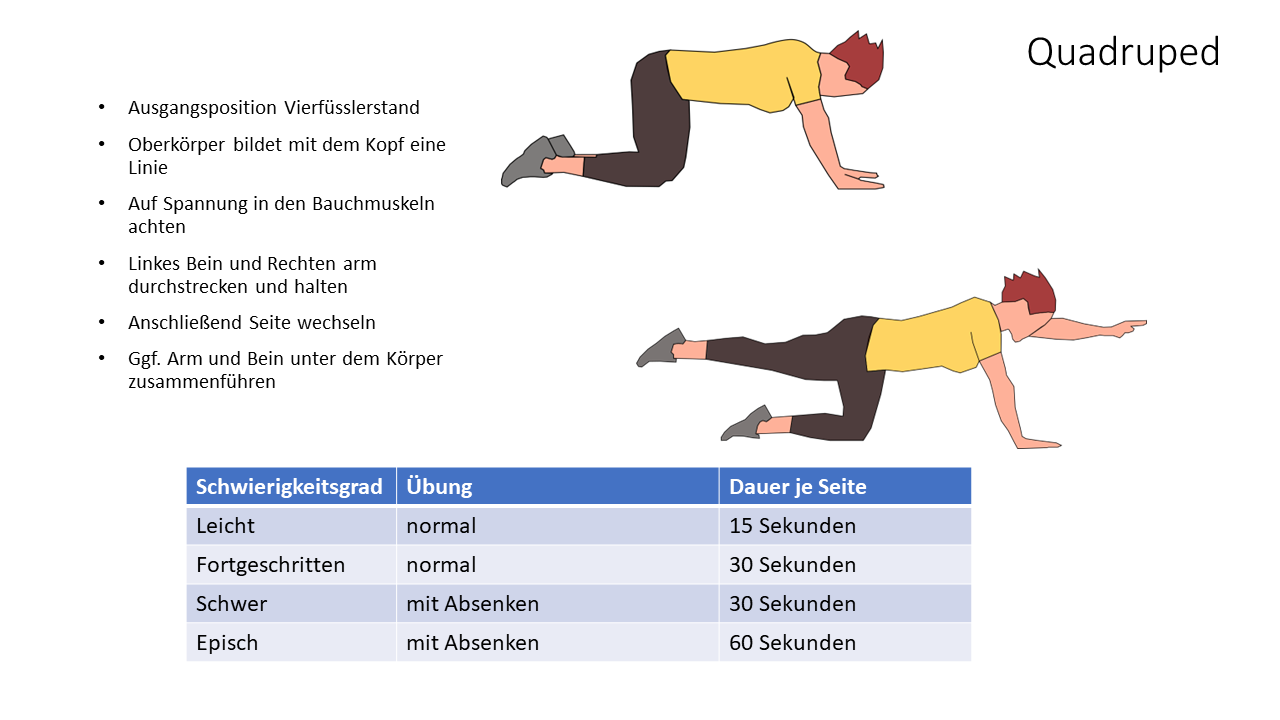 Quadruped
• Ausgangsposition Vierfüsslerstand
• Oberkörper bildet mit dem Kopf eine
Linie
• Auf Spannung in den Bauchmuskeln
achten
• Linkes Bein und Rechten arm
durchstrecken und halten
• Anschließend Seite wechseln
• Ggf. Arm und Bein unter dem Körper
zusammenführen
Schwierigkeitsgrad Übung Dauer je Seite
Leicht normal 15 Sekunden
Fortgeschritten normal 30 Sekunden
Schwer mit Absenken 30 Sekunden
Episch mit Absenken 60 Sekunden